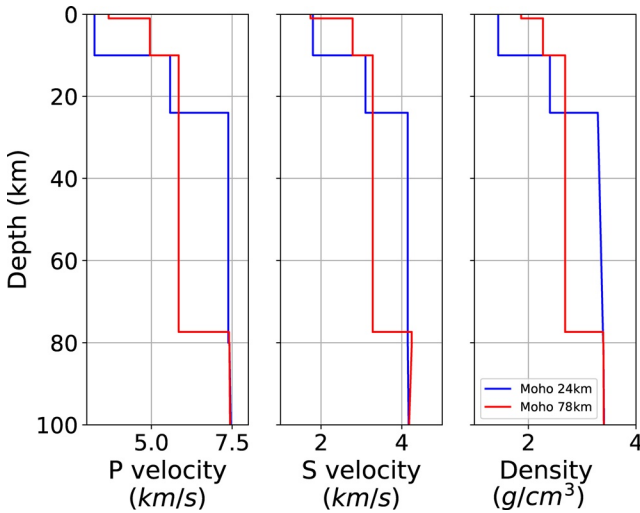 0
20
40
60
80
100
Depth (km)
5.0 7.5
2 4
2 4
P velocity
(km/s)
S velocity
(km/s)
Density
(g/cm³)
Moho 24km
Moho 78km